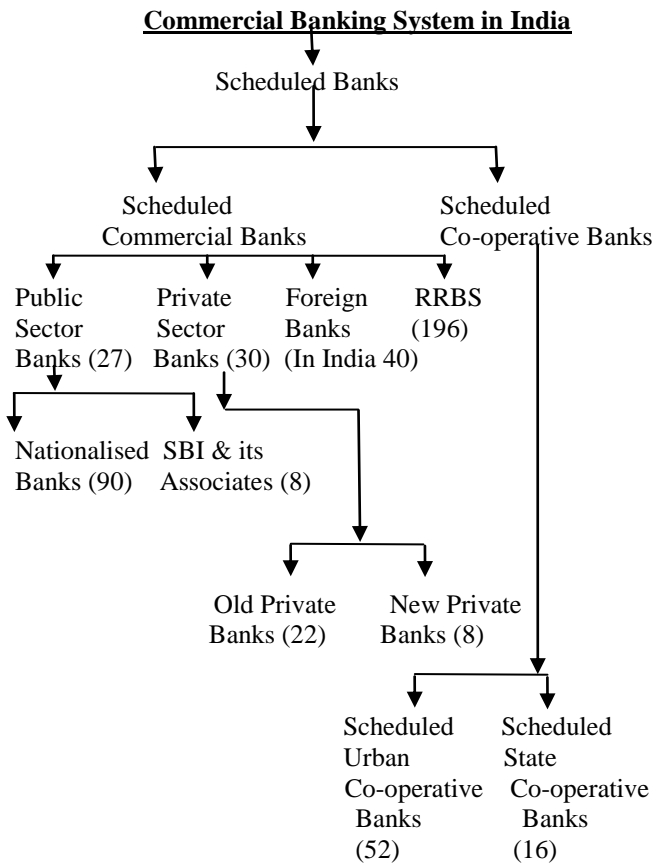 Commercial Banking System in India
Scheduled Banks
Scheduled
Commercial Banks
Scheduled
Co-operative Banks
Public
Sector
Banks (27)
Private
Sector
Banks (30)
Foreign
Banks
(In India 40)
RRBS
(196)
Nationalised
Banks (90)
SBI & its
Associates (8)
Old Private
Banks (22)
New Private
Banks (8)
Scheduled
Urban
Co-operative
Banks
(52)
Scheduled
State
Co-operative
Banks
(16)